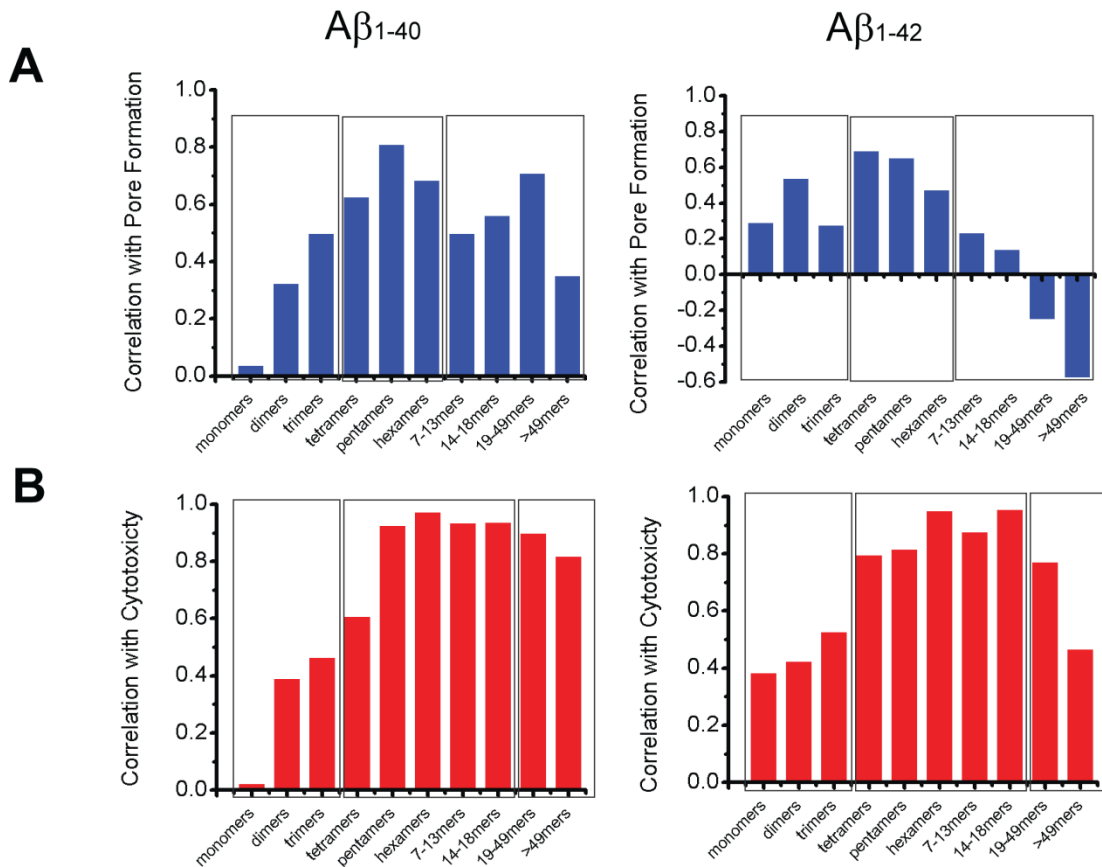 Aβ1-40
Aβ1-42
A
Correlation with Pore Formation
1.0
0.8
0.6
0.4
0.2
0.0
monomers
dimers
trimers
tetramers
pentamers
hexamers
7-13mers
14-18mers
19-49mers
>49mers
Correlation with Pore Formation
1.0
0.8
0.6
0.4
0.2
0.0
-0.2
-0.4
-0.6
monomers
dimers
trimers
tetramers
pentamers
hexamers
7-13mers
14-18mers
19-49mers
>49mers
B
Correlation with Cytotoxicty
1.0
0.8
0.6
0.4
0.2
0.0
monomers
dimers
trimers
tetramers
pentamers
hexamers
7-13mers
14-18mers
19-49mers
>49mers
Correlation with Cytotoxicity
1.0
0.8
0.6
0.4
0.2
0.0
monomers
dimers
trimers
tetramers
pentamers
hexamers
7-13mers
14-18mers
19-49mers
>49mers